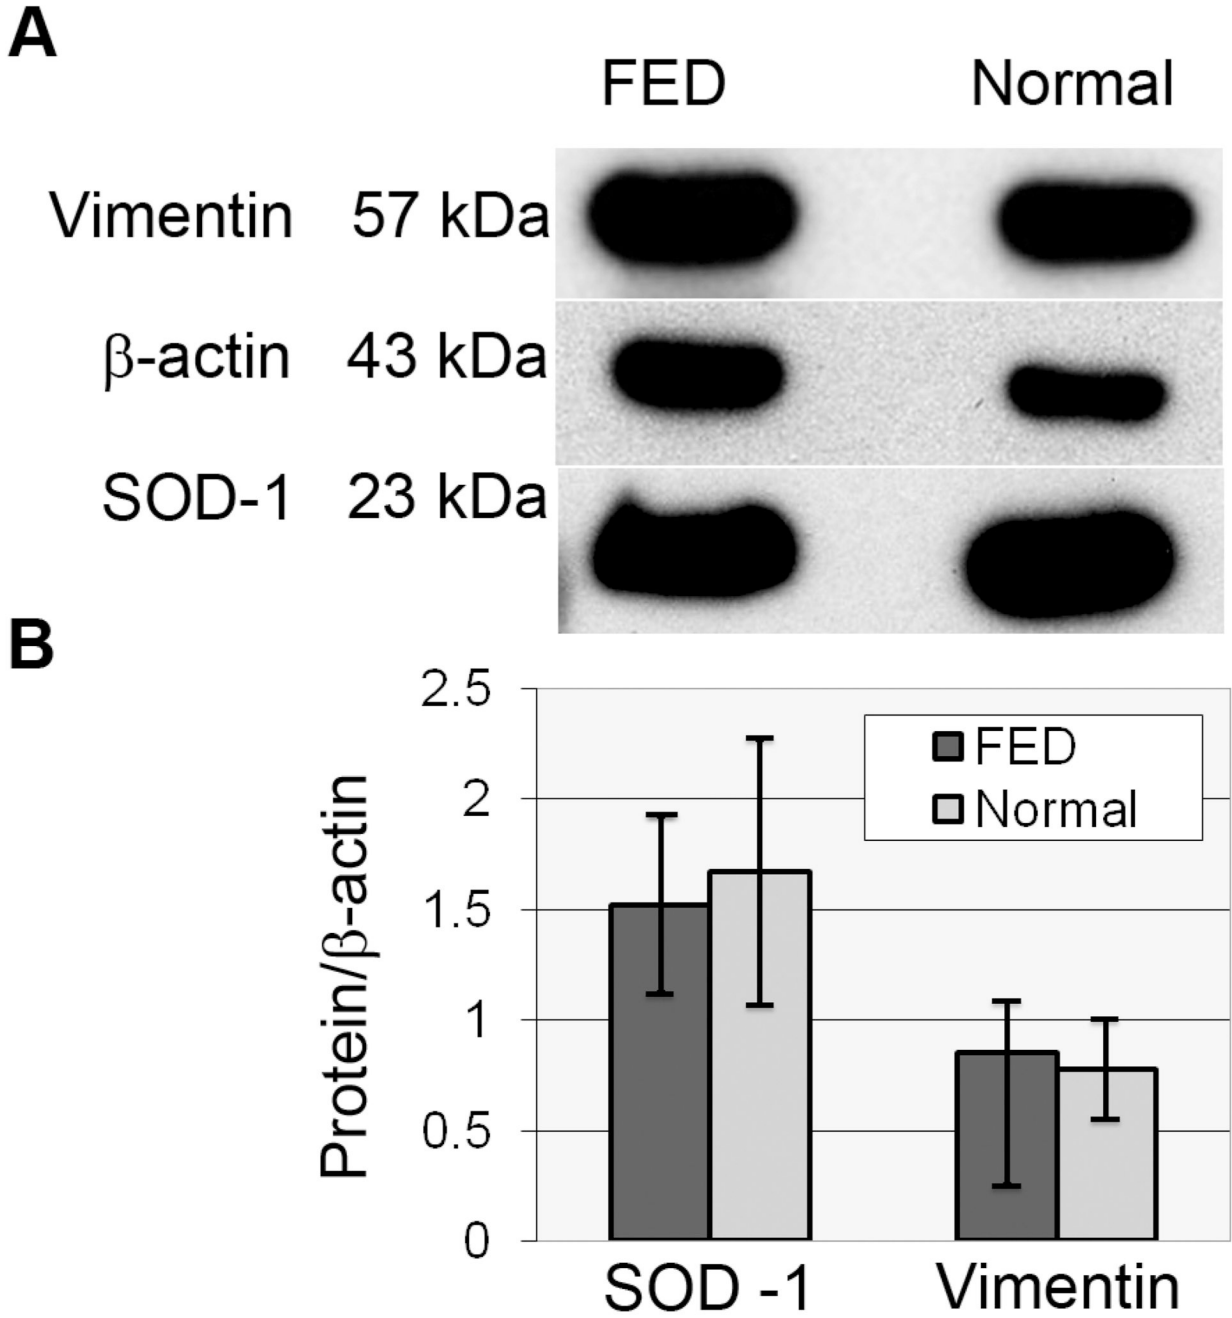 A
FED Normal
Vimentin 57 kDa
β-actin 43 kDa
SOD-1 23 kDa
B
2.5
2
1.5
1
0.5
0
Protein/β-actin
FED
Normal
SOD -1 Vimentin